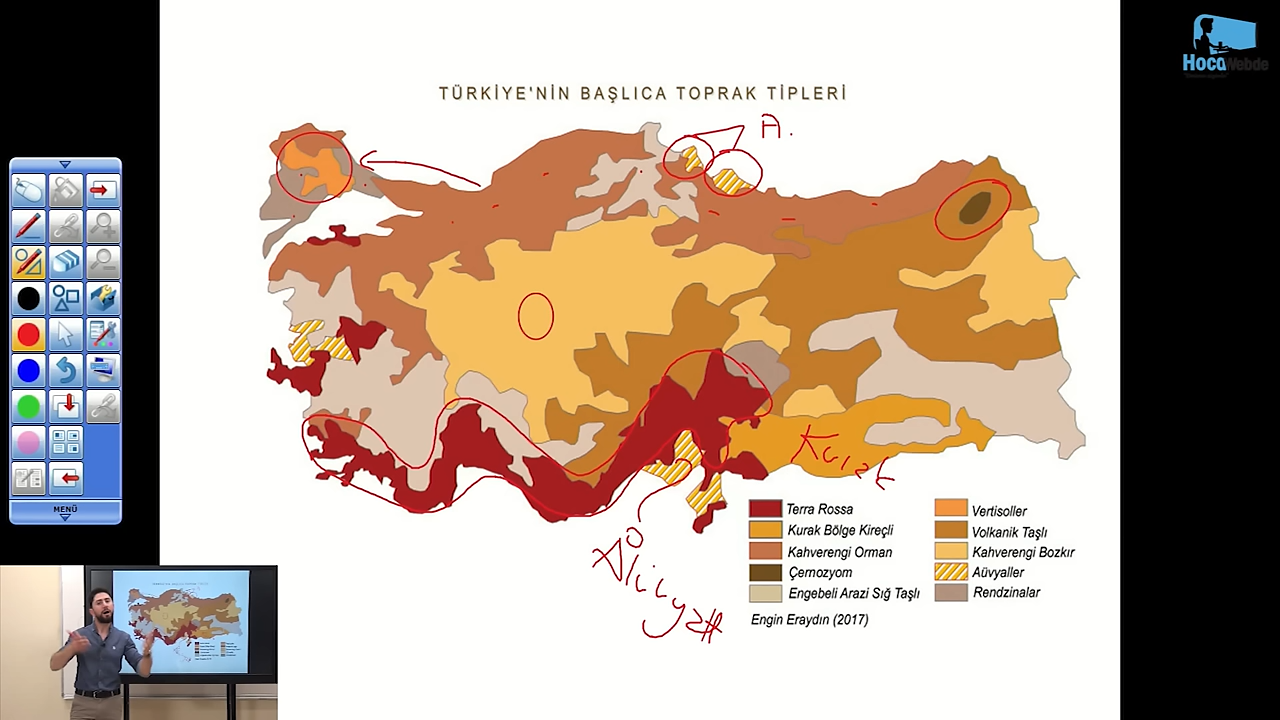 TÜRKİYE'NİN BAŞLICA TOPRAK TİPLERİ
A.
Kurak
Alüvyal
Terra Rossa
Kurak Bölge Kireçli
Kahverengi Orman
Çernozyom
Engebeli Arazi Sığ Taşlı
Vertisoller
Volkanik Taşlı
Kahverengi Bozkır
Aüvyaller
Rendzinalar
Engin Eraydın (2017)
MENÜ
HocaWebde